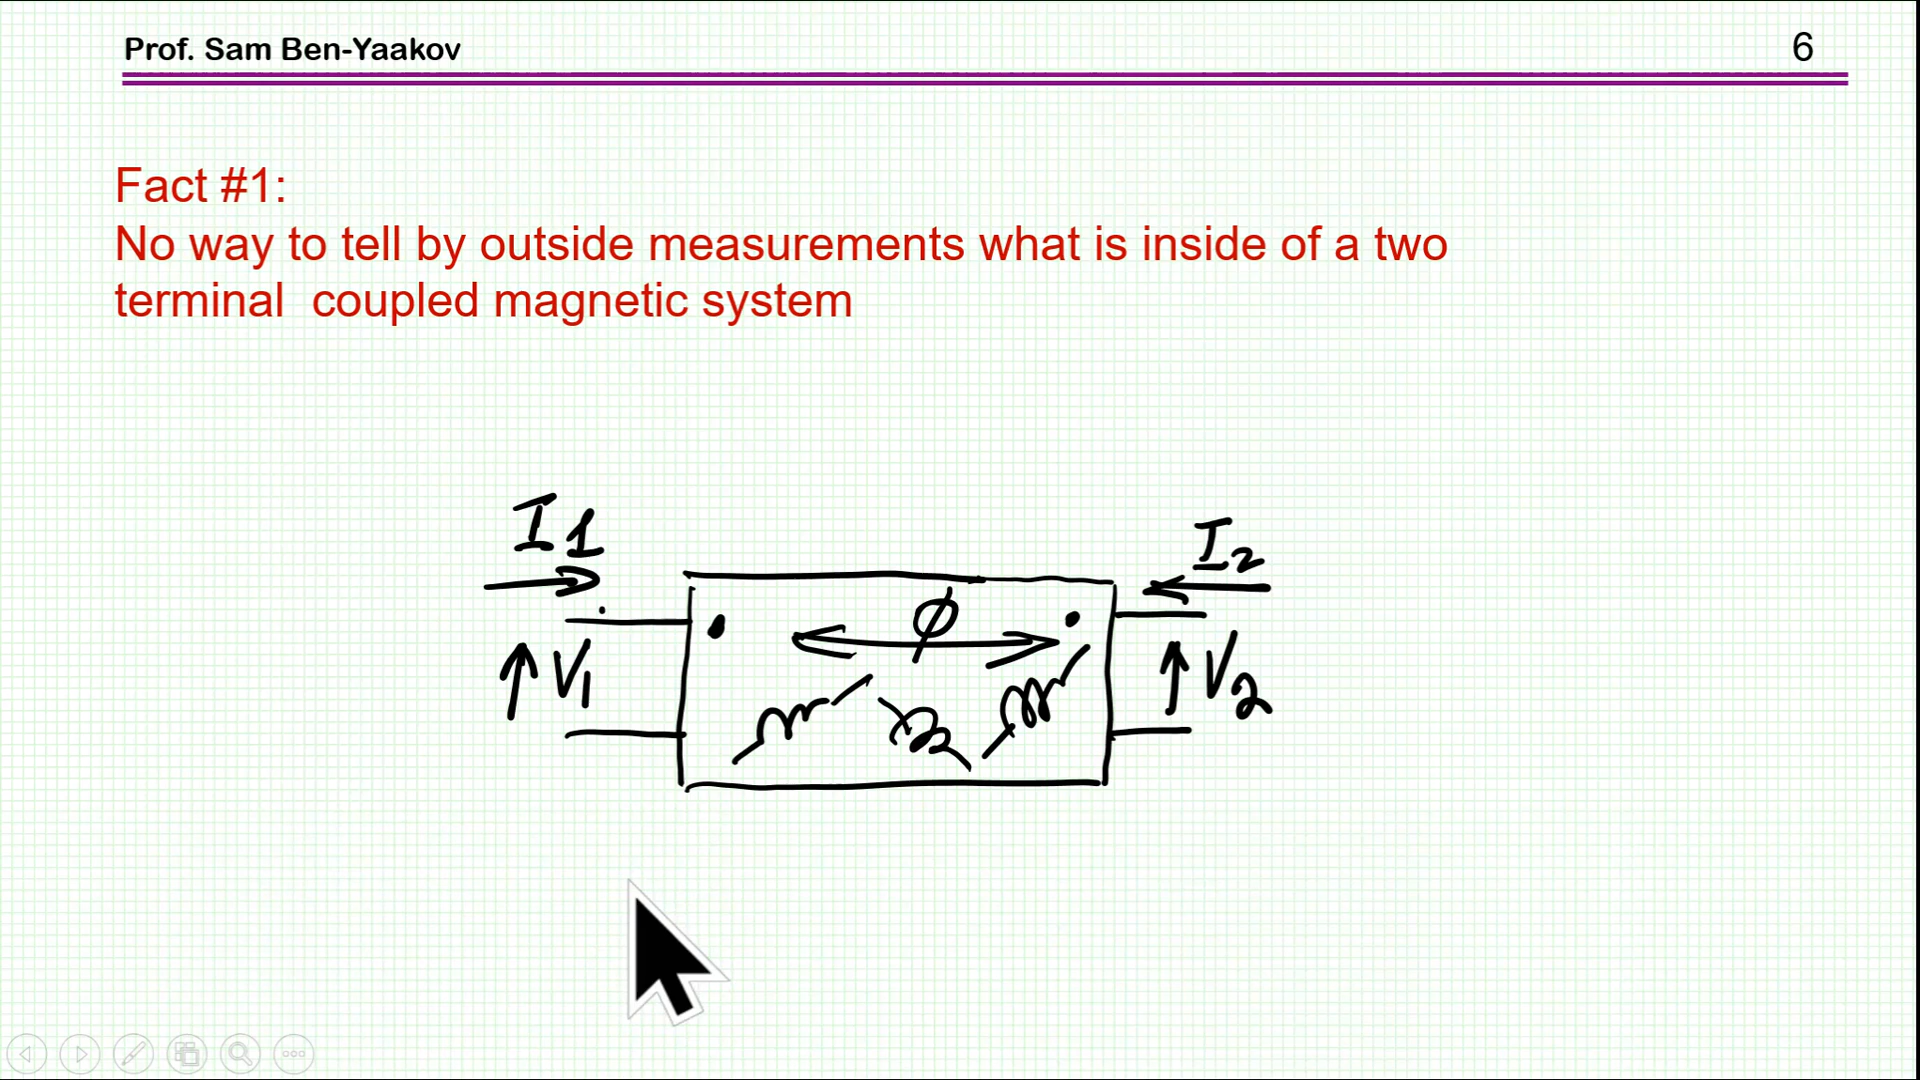 Prof. Sam Ben-Yaakov 6
Fact #1:
No way to tell by outside measurements what is inside of a two
terminal coupled magnetic system
I1
I2
ϕ
V1
V2